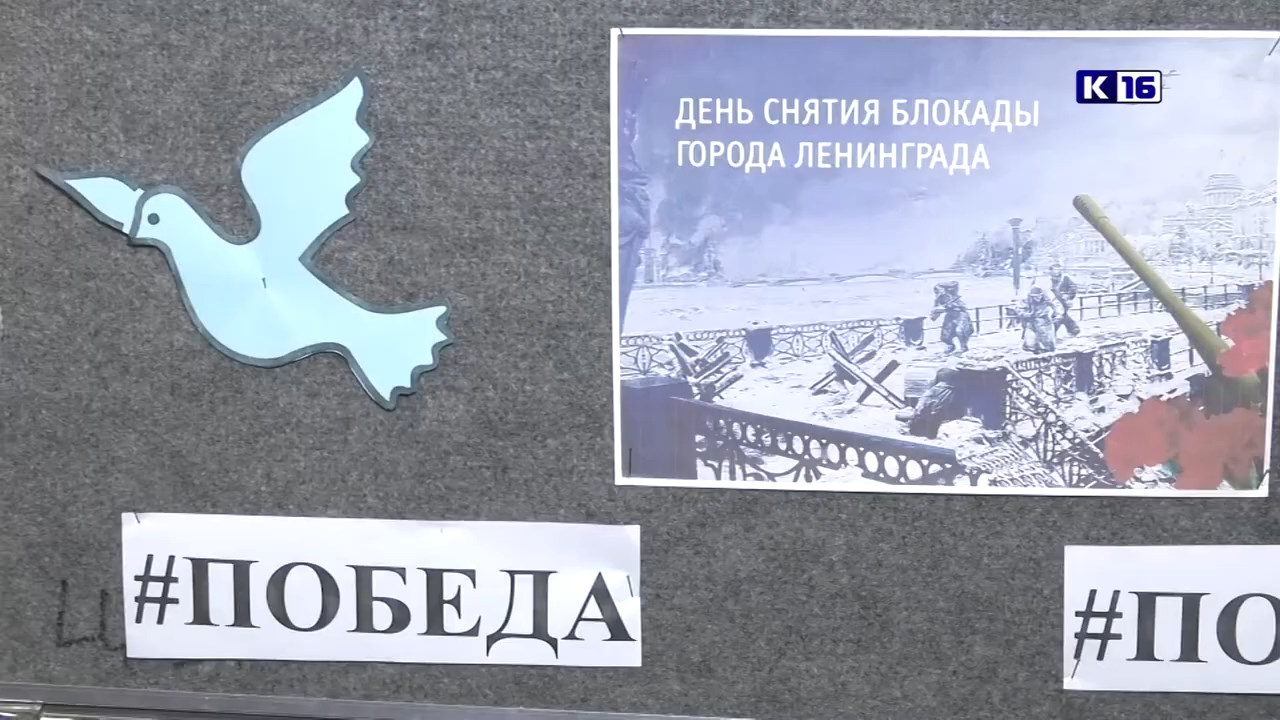 К 16
ДЕНЬ СНЯТИЯ БЛОКАДЫ
ГОРОДА ЛЕНИНГРАДА
#ПОБЕДА
#ПО